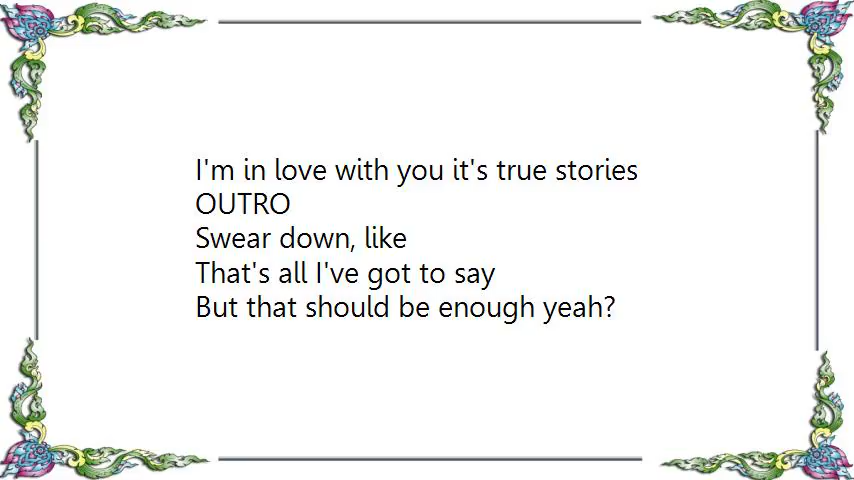 I'm in love with you it's true stories
OUTRO
Swear down, like
That's all I've got to say
But that should be enough yeah?